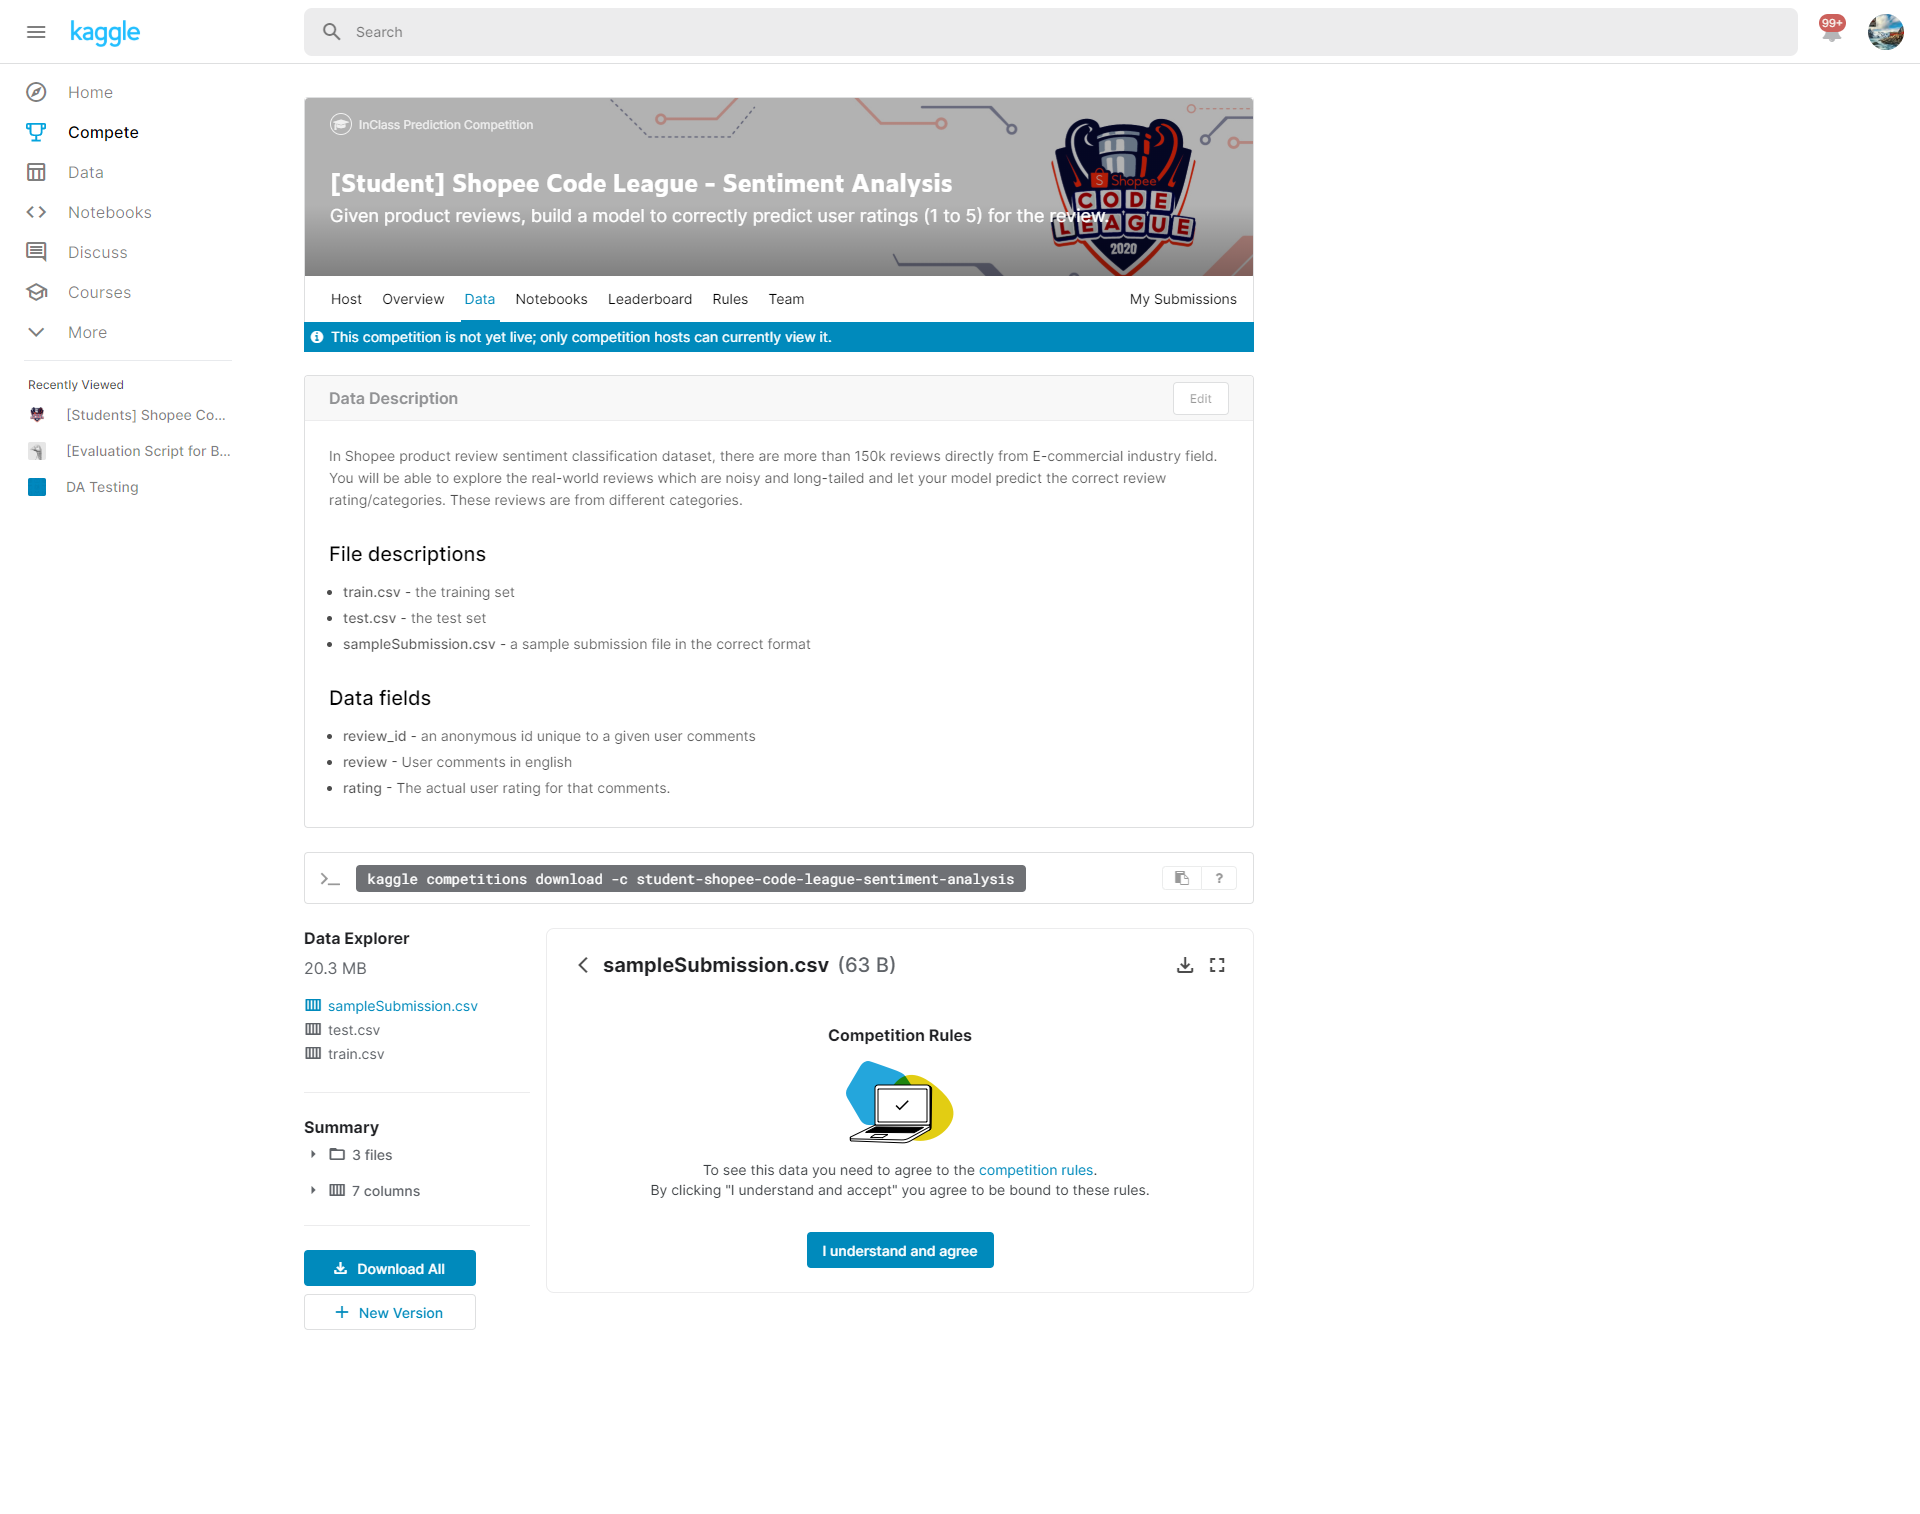 kaggle
Search
99+
Home
Compete
Data
Notebooks
Discuss
Courses
More
Recently Viewed
[Students] Shopee Co...
[Evaluation Script for B...
DA Testing
InClass Prediction Competition
[Student] Shopee Code League - Sentiment Analysis
Given product reviews, build a model to correctly predict user ratings (1 to 5) for the review.
S Shopee
CODE
LEAGUE
2020
Host Overview Data Notebooks Leaderboard Rules Team My Submissions
This competition is not yet live; only competition hosts can currently view it.
Data Description
Edit
In Shopee product review sentiment classification dataset, there are more than 150k reviews directly from E-commercial industry field.
You will be able to explore the real-world reviews which are noisy and long-tailed and let your model predict the correct review
rating/categories. These reviews are from different categories.
File descriptions
• train.csv - the training set
• test.csv - the test set
• sampleSubmission.csv - a sample submission file in the correct format
Data fields
• review_id - an anonymous id unique to a given user comments
• review - User comments in english
• rating - The actual user rating for that comments.
>_ kaggle competitions download -c student-shopee-code-league-sentiment-analysis
?
Data Explorer
20.3 MB
sampleSubmission.csv
test.csv
train.csv
Summary
3 files
7 columns
Download All
+ New Version
sampleSubmission.csv (63 B)
Competition Rules
To see this data you need to agree to the competition rules.
By clicking "I understand and accept" you agree to be bound to these rules.
I understand and agree